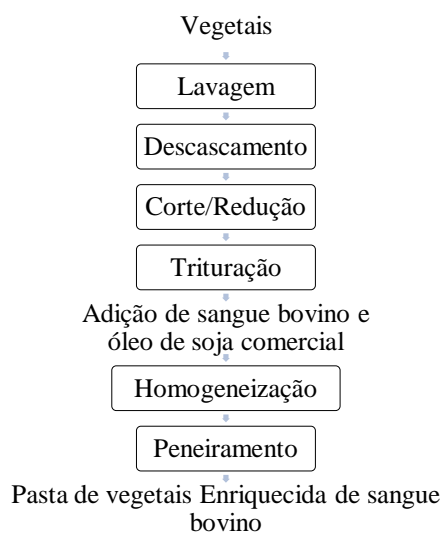 Vegetais
Lavagem
Descascamento
Corte/Redução
Trituração
Adição de sangue bovino e
óleo de soja comercial
Homogeneização
Peneiramento
Pasta de vegetais Enriquecida de sangue
bovino